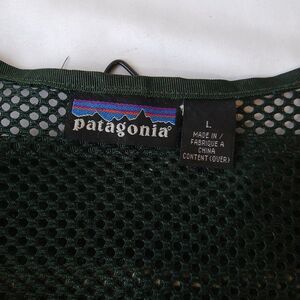 patagonia®
L
MADE IN /
FABRIQUE A
CHINA
CONTENT (OVER)